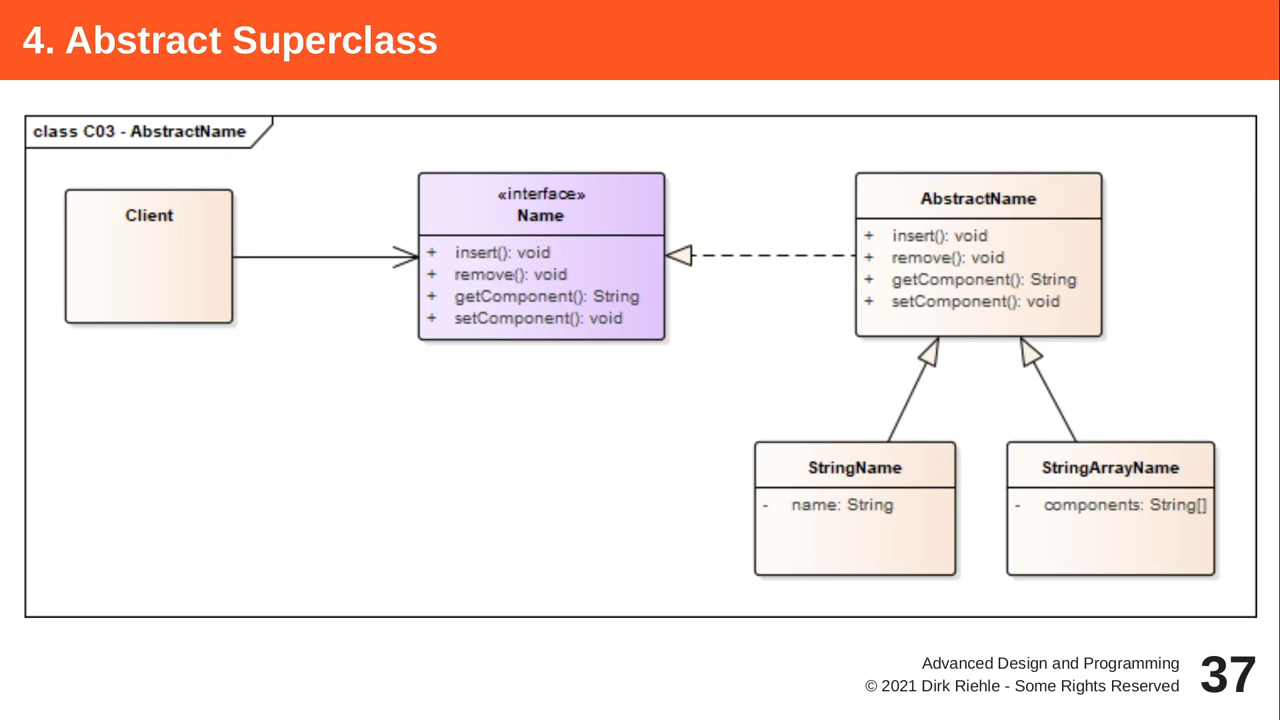 4. Abstract Superclass
class C03 - AbstractName
Client
«interface»
Name
+ insert(): void
+ remove(): void
+ getComponent(): String
+ setComponent(): void
AbstractName
+ insert(): void
+ remove(): void
+ getComponent(): String
+ setComponent(): void
StringName
- name: String
StringArrayName
- components: String[]
Advanced Design and Programming
© 2021 Dirk Riehle - Some Rights Reserved
37